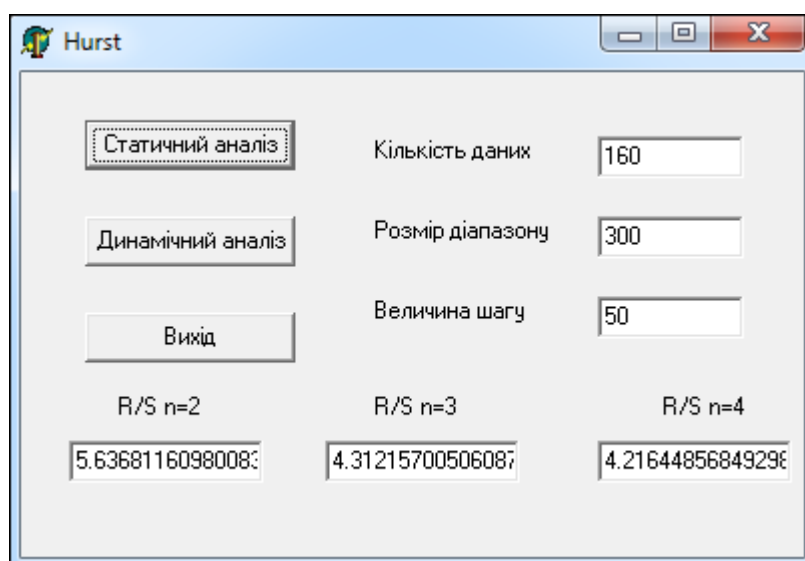 Hurst
Статичний аналіз
Кількість даних
160
Динамічний аналіз
Розмір діапазону
300
Вихід
Величина шагу
50
R/S n=2
R/S n=3
R/S n=4
5.63681160980083
4.31215700506087
4.21644856849298